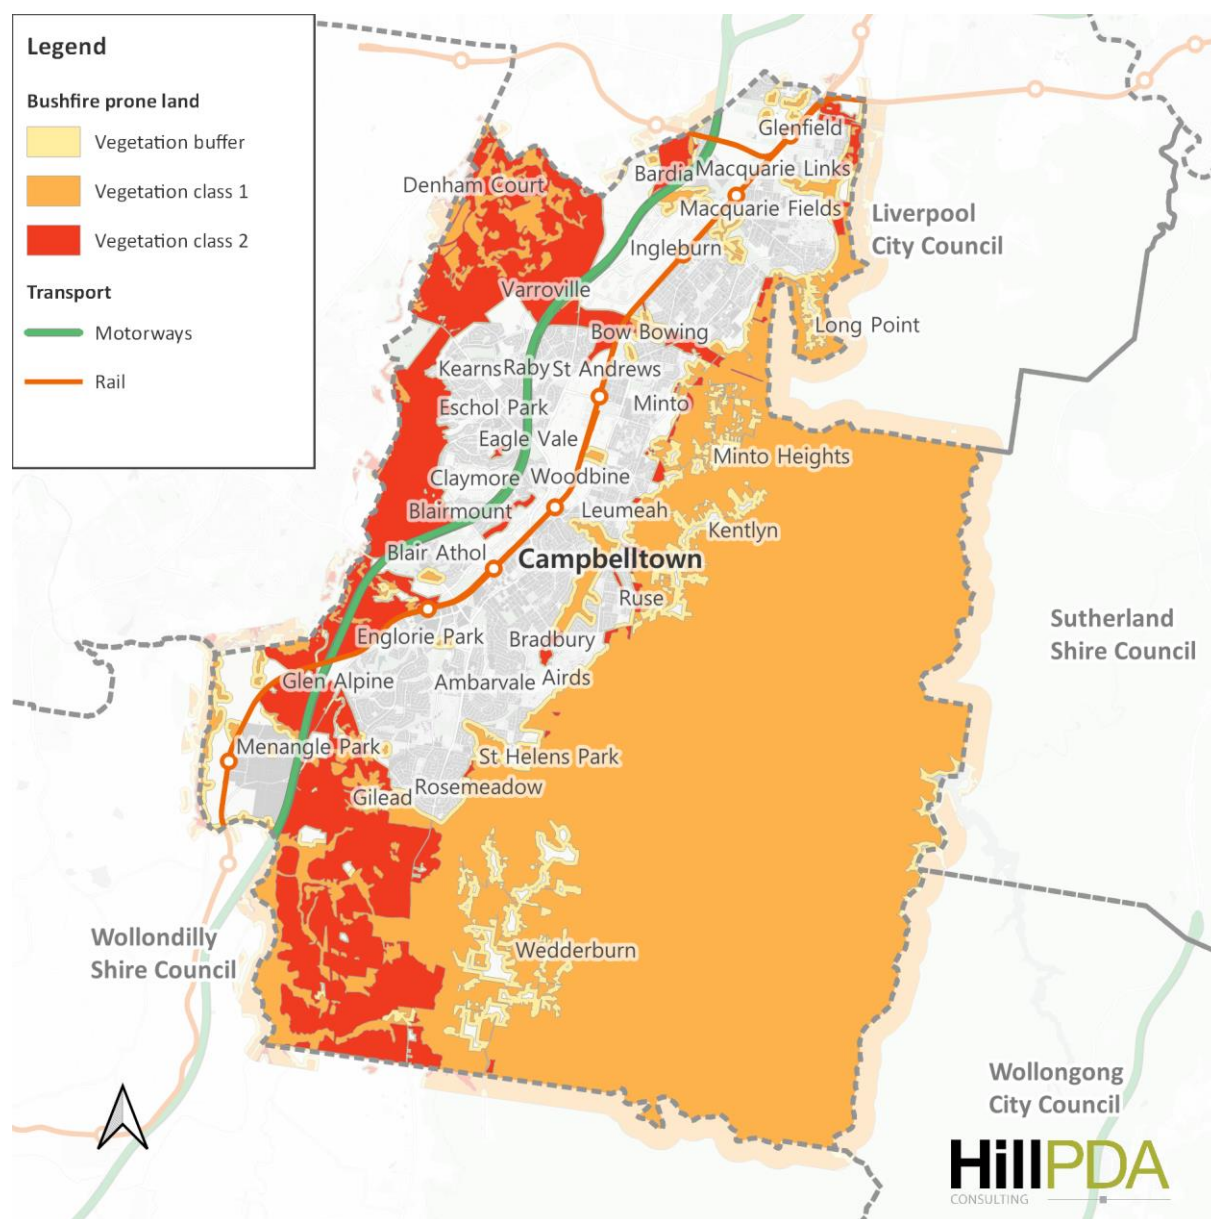 Legend
Bushfire prone land
Vegetation buffer
Vegetation class 1
Vegetation class 2
Transport
Motorways
Rail
Glenfield
Bardia
Macquarie Links
Denham Court
Macquarie Fields
Liverpool
City Council
Ingleburn
Varroville
Long Point
Bow Bowing
Kearns
Raby
St Andrews
Eschol Park
Minto
Eagle Vale
Minto Heights
Claymore
Woodbine
Blairmount
Leumeah
Kentlyn
Blair Athol
Campbelltown
Ruse
Sutherland
Shire Council
Englorie Park
Bradbury
Glen Alpine
Ambarvale
Airds
Menangle Park
St Helens Park
Gilead
Rosemeadow
Wollondilly
Shire Council
Wedderburn
Wollongong
City Council
HillPDA
CONSULTING